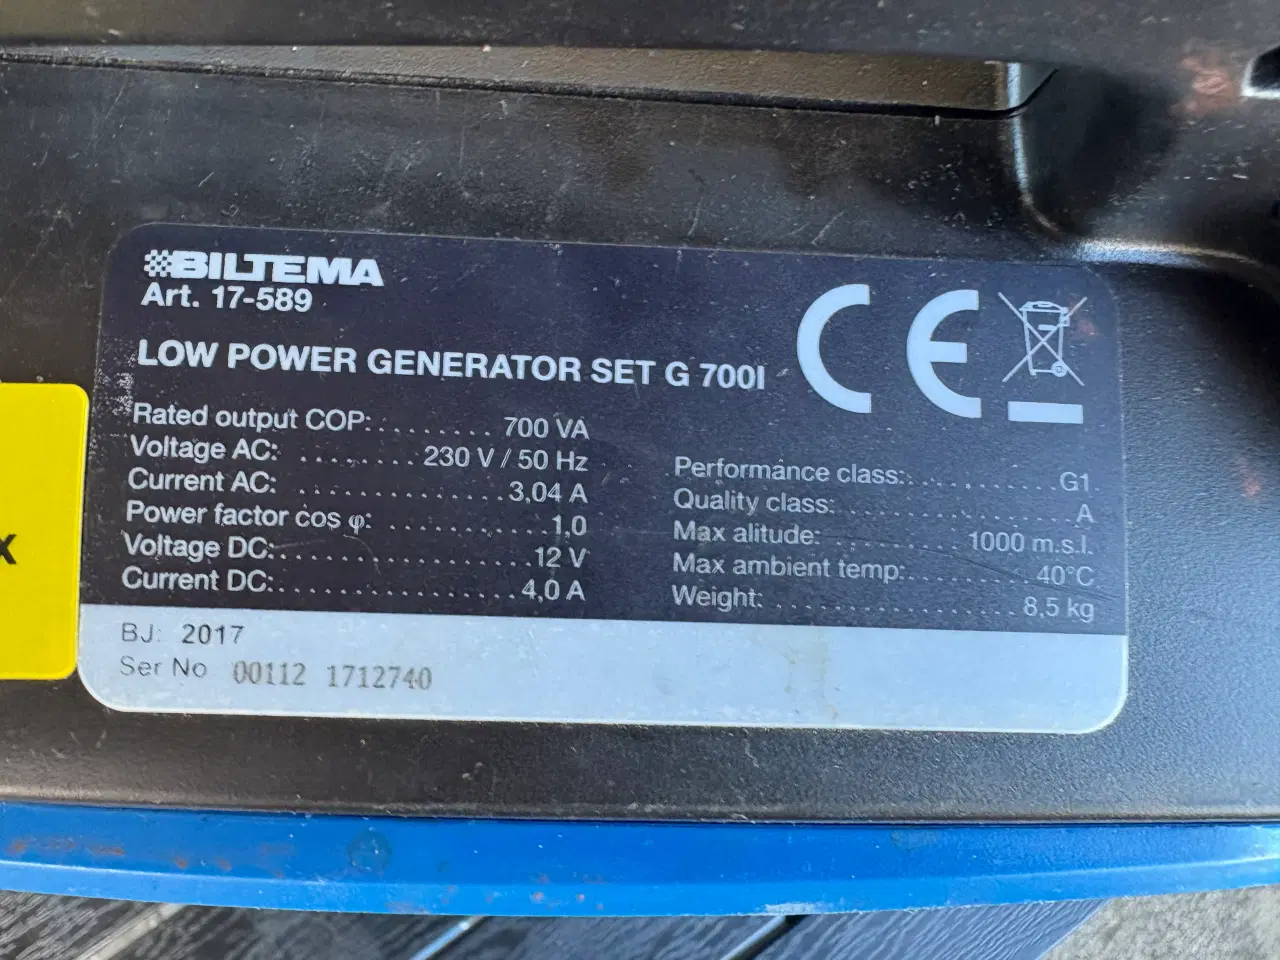 BILTEMA
Art. 17-589
LOW POWER GENERATOR SET G 700I
CE
Rated output COP:......... 700 VA
Voltage AC: ........ 230 V / 50 Hz
Current AC: .................. 3,04 A
Power factor cos φ: ............ 1,0
Voltage DC:.................... 12 V
Current DC:.................... 4,0 A
Performance class:........... G1
Quality class:.................... A
Max alitude: ........... 1000 m.s.l.
Max ambient temp:.......... 40°C
Weight: ..................... 8,5 kg
BJ: 2017
Ser No 00112 1712740
x